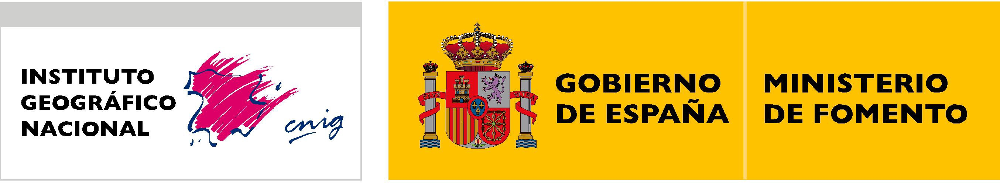 INSTITUTO
GEOGRÁFICO
NACIONAL
cnig
PLVS
VLTRA
GOBIERNO
DE ESPAÑA
MINISTERIO
DE FOMENTO